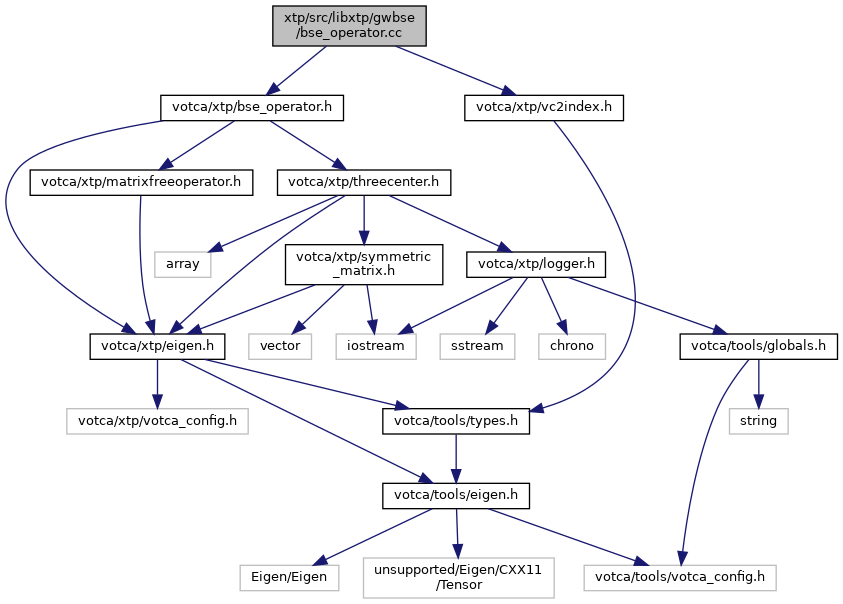 xtp/src/libxtp/gwbse
/bse_operator.cc
votca/xtp/bse_operator.h
votca/xtp/vc2index.h
votca/xtp/matrixfreeoperator.h
votca/xtp/threecenter.h
array
votca/xtp/symmetric
_matrix.h
votca/xtp/logger.h
votca/xtp/eigen.h
vector
iostream
sstream
chrono
votca/tools/globals.h
votca/xtp/votca_config.h
votca/tools/types.h
string
votca/tools/eigen.h
Eigen/Eigen
unsupported/Eigen/CXX11
/Tensor
votca/tools/votca_config.h